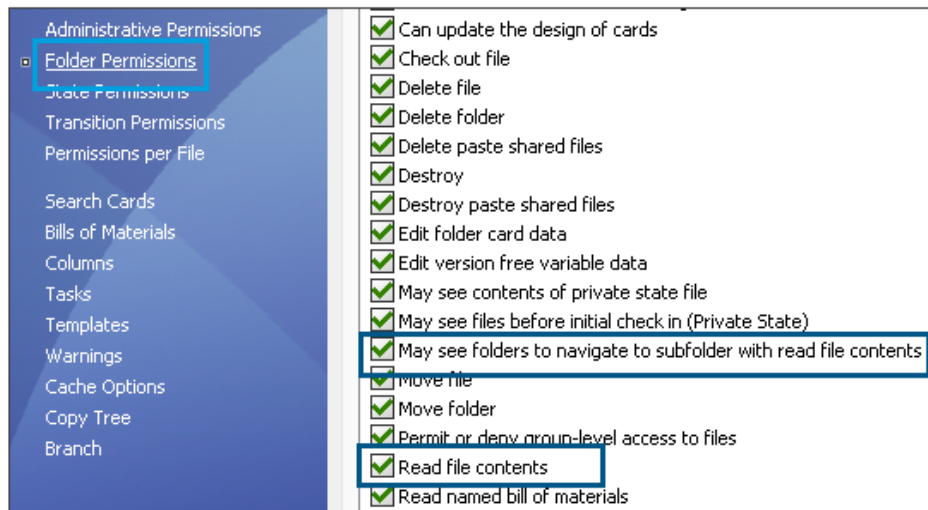 Administrative Permissions
Folder Permissions
State Permissions
Transition Permissions
Permissions per File
Search Cards
Bills of Materials
Columns
Tasks
Templates
Warnings
Cache Options
Copy Tree
Branch
Can update the design of cards
Check out file
Delete file
Delete folder
Delete paste shared files
Destroy
Destroy paste shared files
Edit folder card data
Edit version free variable data
May see contents of private state file
May see files before initial check in (Private State)
May see folders to navigate to subfolder with read file contents
Move file
Move folder
Permit or deny group-level access to files
Read file contents
Read named bill of materials